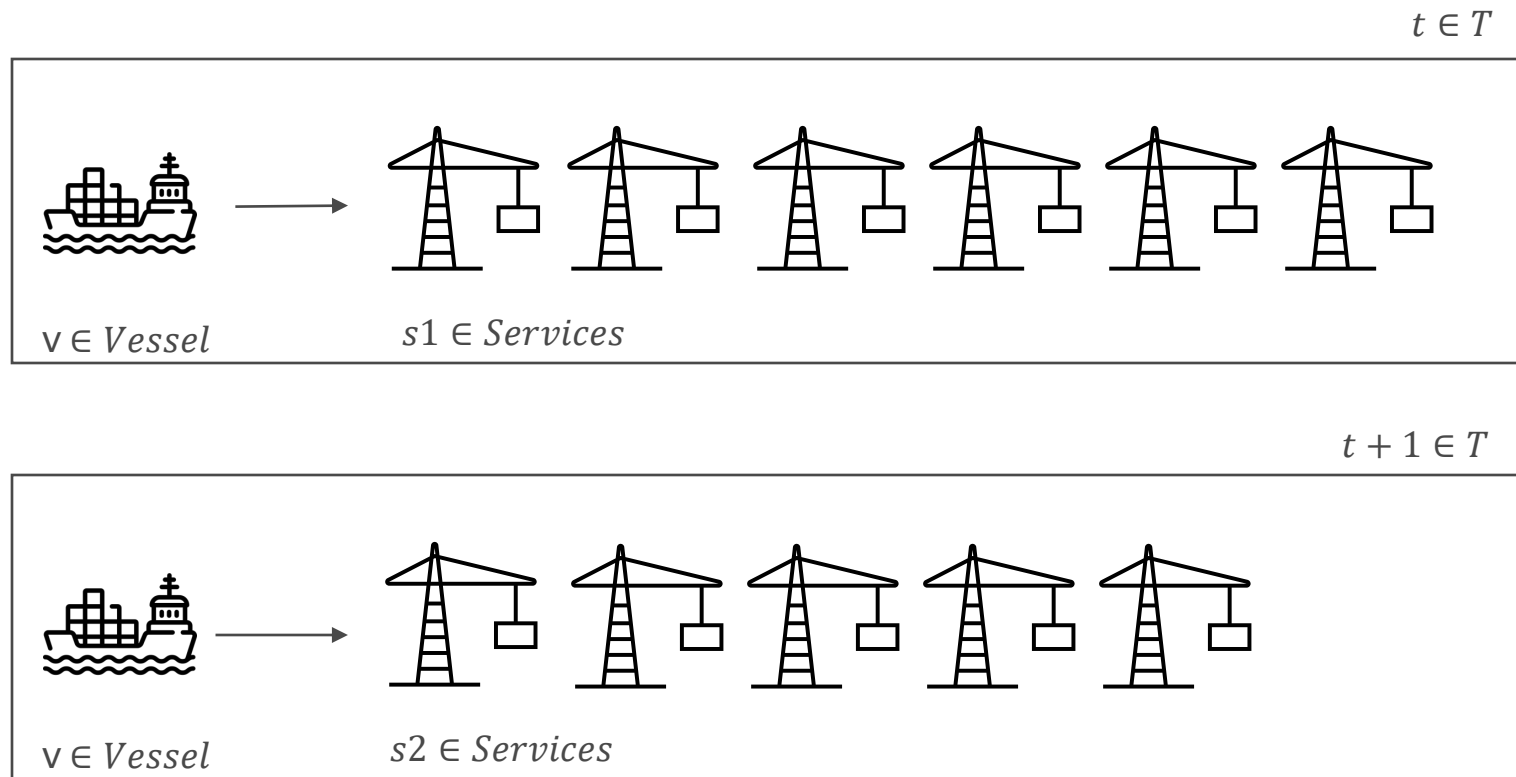 t ∈ T
v ∈ Vessel
s1 ∈ Services
t + 1 ∈ T
v ∈ Vessel
s2 ∈ Services